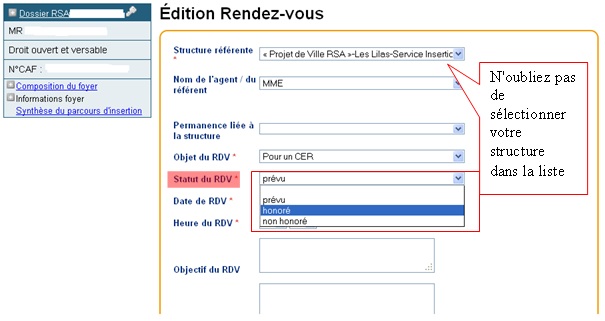 Dossier RSA
MR
Droit ouvert et versable
N°CAF :
Composition du foyer
Informations foyer
Synthèse du parcours d'insertion
Édition Rendez-vous
Structure référente
*
« Projet de Ville RSA »-Les Lilas-Service Insertic
Nom de l'agent / du
référent
MME
Permanence liée à
la structure
Objet du RDV *
Pour un CER
Statut du RDV *
prévu
prévu
honoré
non honoré
Date de RDV *
Heure du RDV *
Objectif du RDV
N'oubliez pas
de
sélectionner
votre
structure
dans la liste